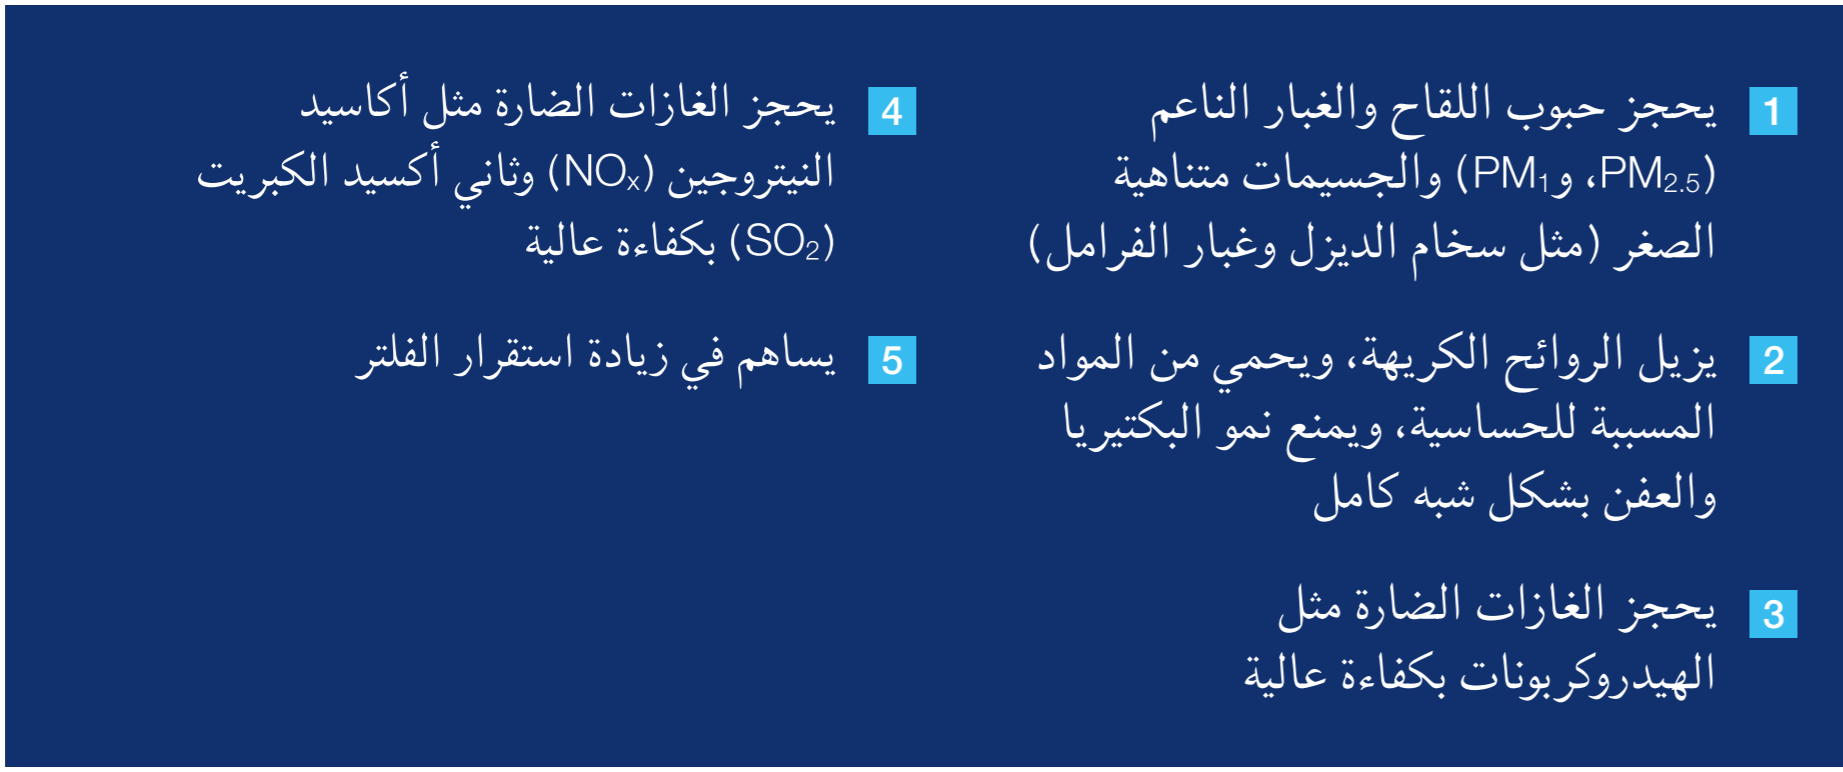 1 يحجز حبوب اللقاح والغبار الناعم
(PM₂.₅، وPM₁) والجسيمات متناهية
الصغر (مثل سخام الديزل وغبار الفرامل)
2 يزيل الروائح الكريهة، ويحمي من المواد
المسببة للحساسية، ويمنع نمو البكتيريا
والعفن بشكل شبه كامل
3 يحجز الغازات الضارة مثل
الهيدروكربونات بكفاءة عالية
4 يحجز الغازات الضارة مثل أكاسيد
النيتروجين (NOₓ) وثاني أكسيد الكبريت
(SO₂) بكفاءة عالية
5 يساهم في زيادة استقرار الفلتر